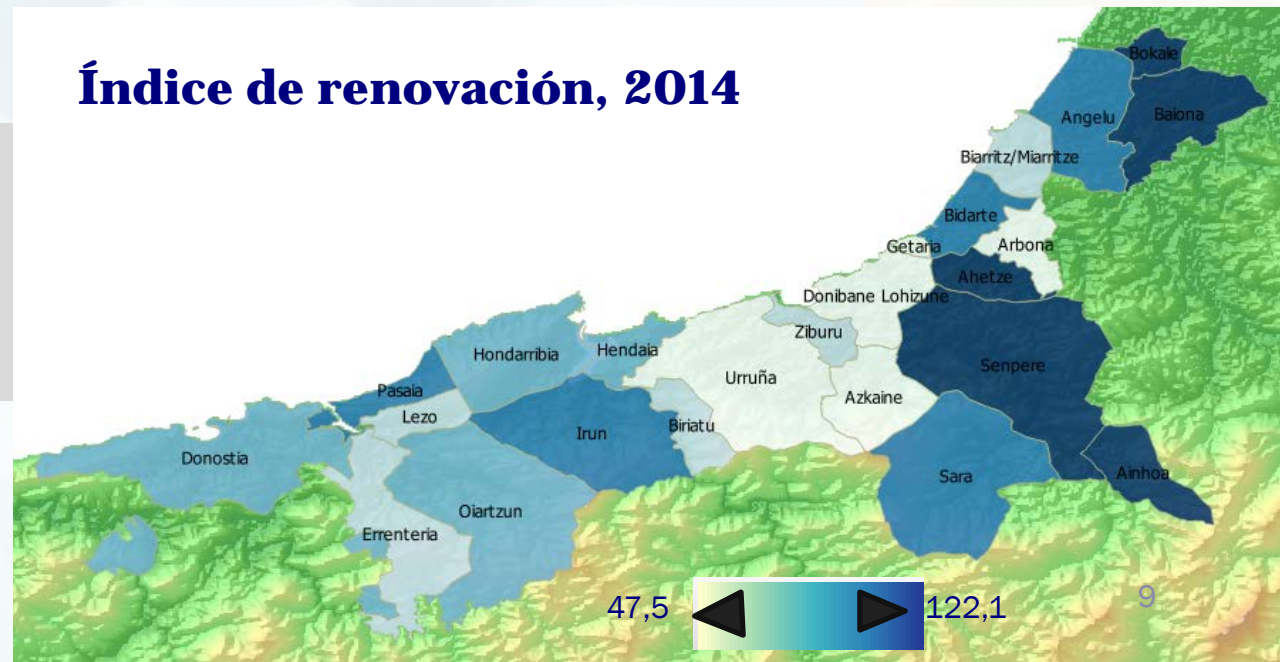 Índice de renovación, 2014
Bokale
Angelu
Baiona
Biarritz/Miarritze
Bidarte
Getaria
Arbona
Ahetze
Donibane Lohizune
Ziburu
Hondarribia
Hendaia
Senpere
Urruña
Pasaia
Azkaine
Lezo
Biriatu
Irun
Donostia
Sara
Ainhoa
Oiartzun
Errenteria
47,5
122,1
9